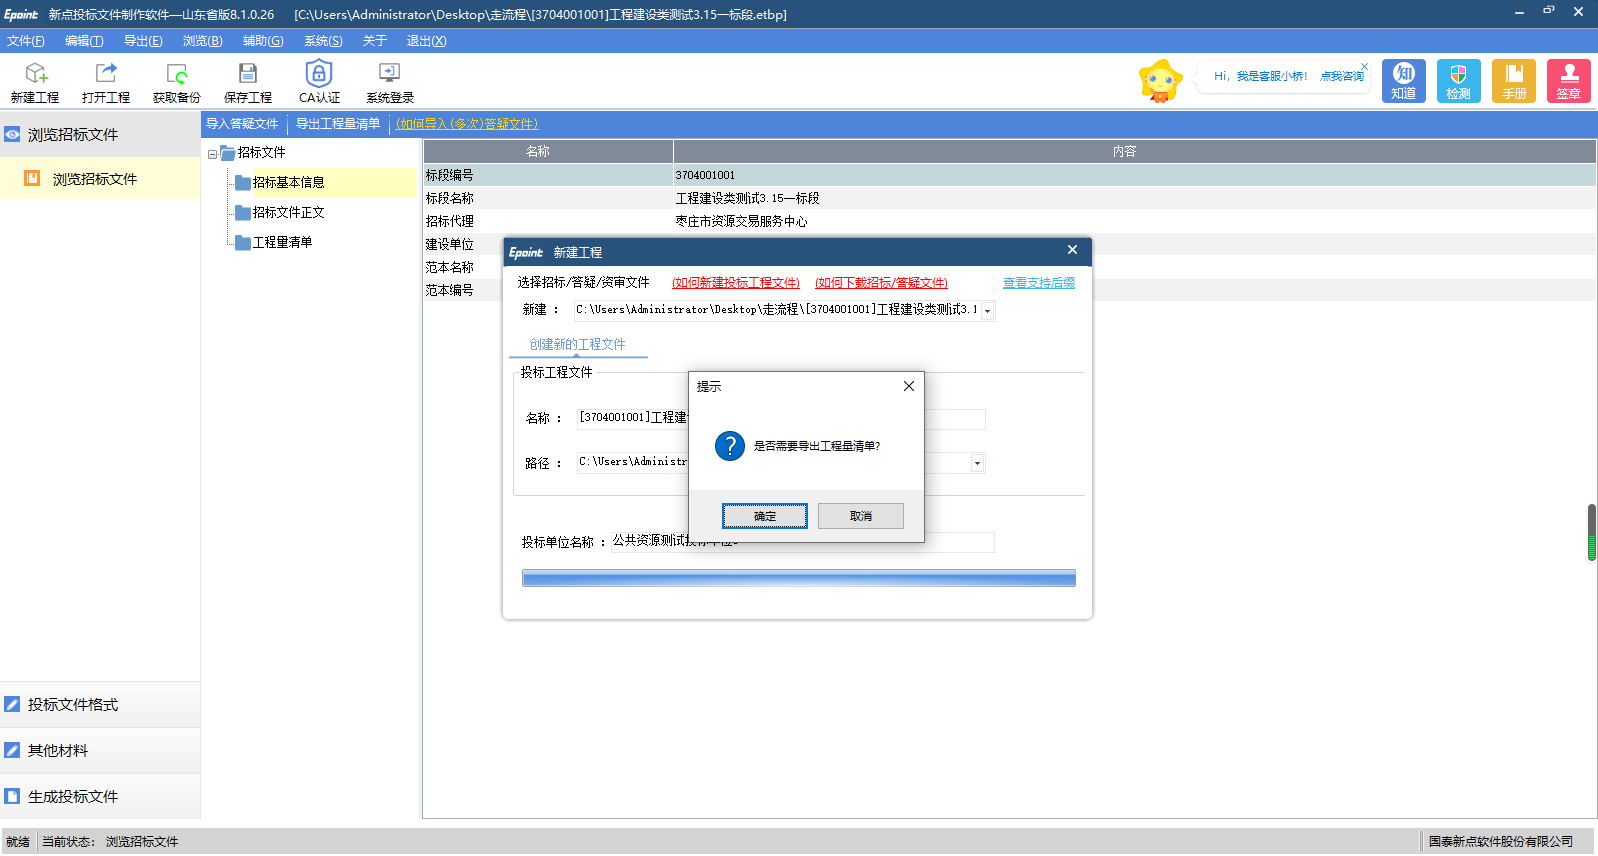 Epoint 新点投标文件制作软件—山东省版8.1.0.26 [C:\Users\Administrator\Desktop\走流程\[3704001001]工程建设类测试3.15一标段.etbp]
文件(F) 编辑(T) 导出(E) 浏览(B) 辅助(G) 系统(S) 关于 退出(X)
新建工程 打开工程 获取备份 保存工程 CA认证 系统登录
Hi，我是客服小桥！ 点我咨询
知 知道 检测 手册 签章
浏览招标文件
浏览招标文件
导入答疑文件 导出工程量清单 (如何导入(多次)答疑文件)
招标文件
招标基本信息
招标文件正文
工程量清单
名称 内容
标段编号 3704001001
标段名称 工程建设类测试3.15一标段
招标代理 枣庄市资源交易服务中心
建设单位
范本名称
范本编号
Epoint 新建工程
选择招标/答疑/资审文件 (如何新建投标工程文件) (如何下载招标/答疑文件) 查看支持后缀
新建： C:\Users\Administrator\Desktop\走流程\[3704001001]工程建设类测试3.1
创建新的工程文件
投标工程文件
名称： [3704001001]工程建
路径： C:\Users\Administr
投标单位名称： 公共资源测试
提示
是否需要导出工程量清单?
确定 取消
投标文件格式
其他材料
生成投标文件
就绪 当前状态： 浏览招标文件 国泰新点软件股份有限公司